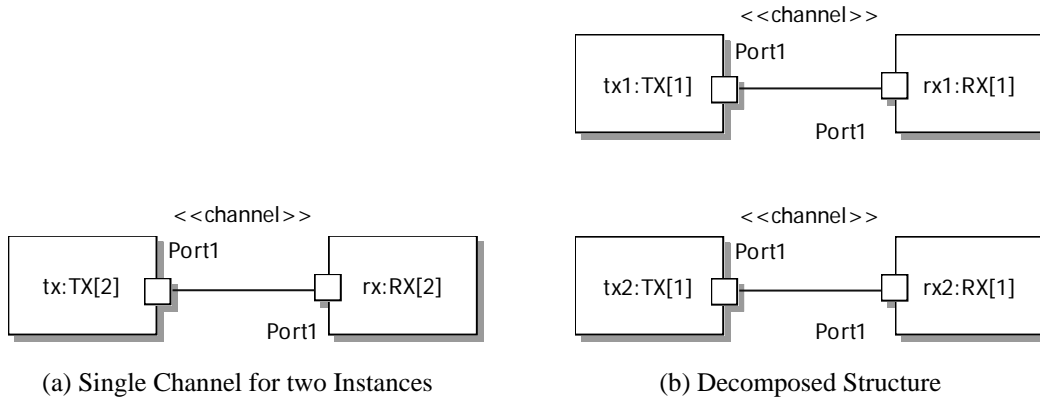 <<channel>>
Port1
tx1:TX[1]
rx1:RX[1]
Port1
<<channel>>
Port1
tx:TX[2]
rx:RX[2]
Port1
<<channel>>
Port1
tx2:TX[1]
rx2:RX[1]
Port1
(a) Single Channel for two Instances
(b) Decomposed Structure